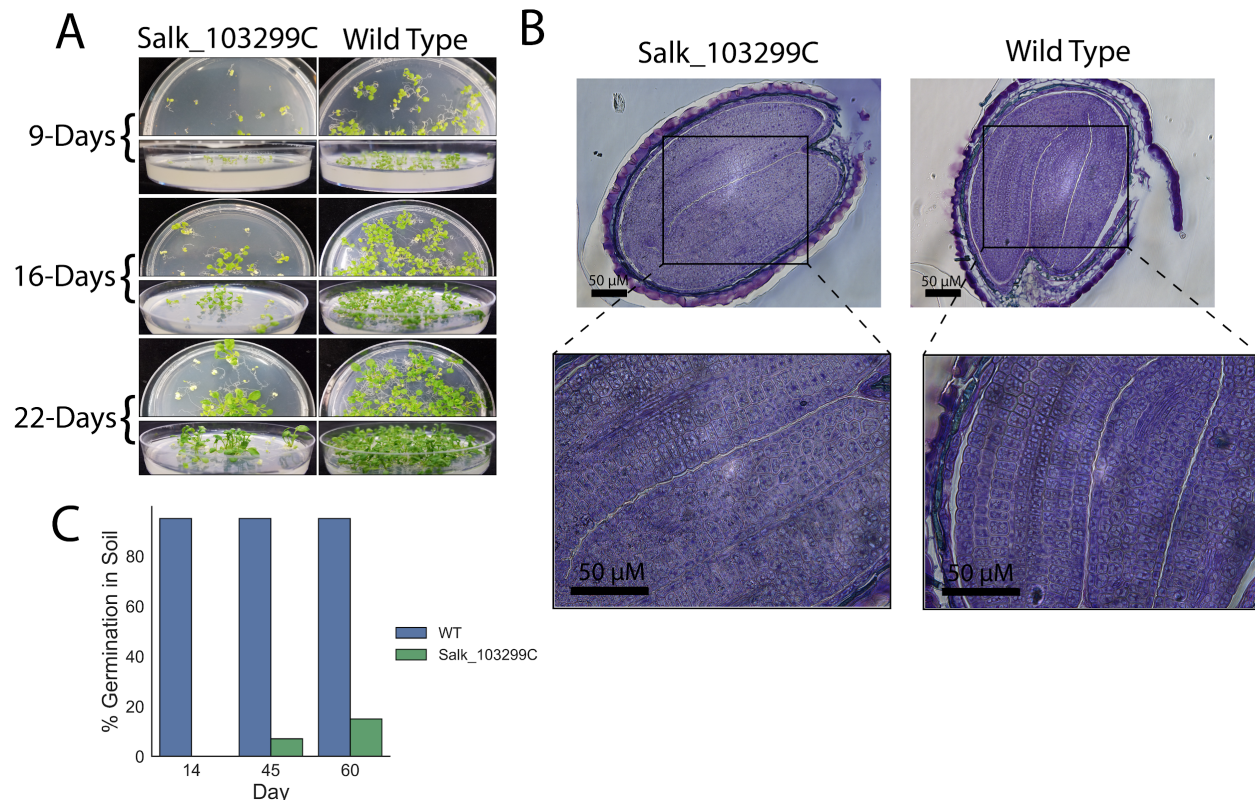 A
Salk_103299C Wild Type
9-Days
16-Days
22-Days
B
Salk_103299C Wild Type
50 µM 50 µM
50 µM 50 µM
C
% Germination in Soil
80
60
40
20
0
14 45 60
Day
WT
Salk_103299C